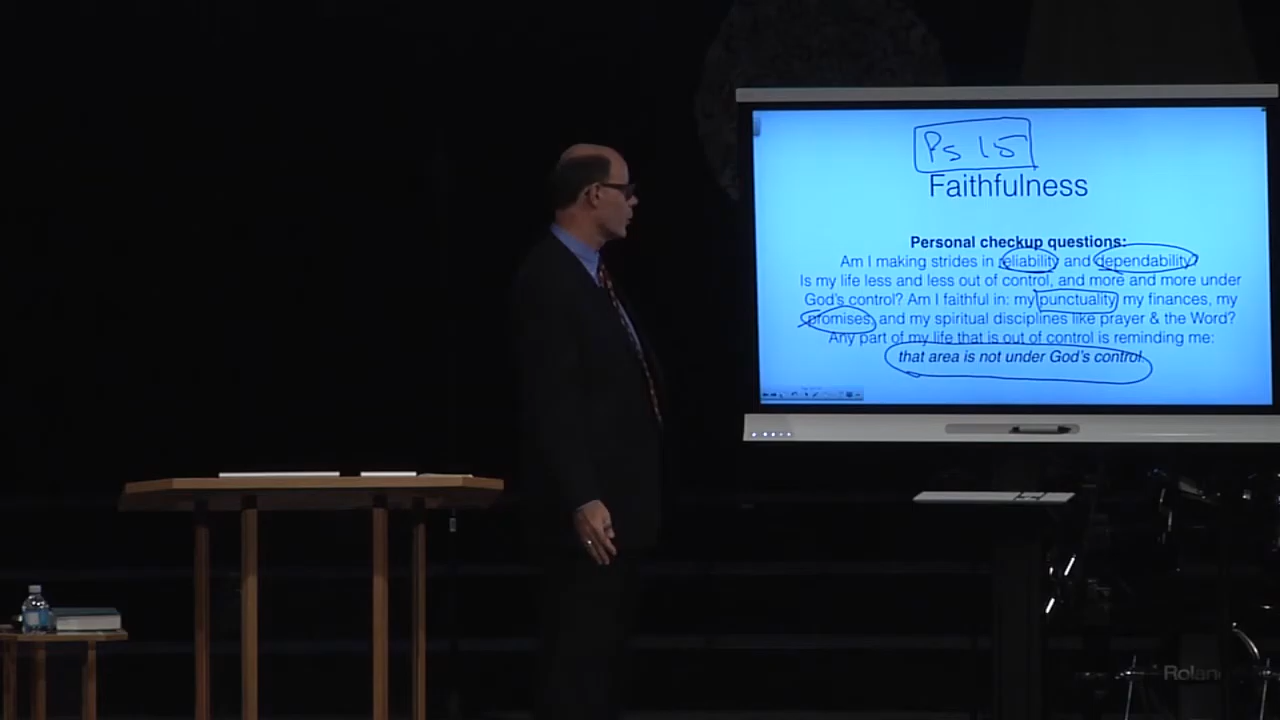 Ps 15
Faithfulness
Personal checkup questions:
Am I making strides in reliability and dependability?
Is my life less and less out of control, and more and more under
God's control? Am I faithful in: my punctuality my finances, my
promises, and my spiritual disciplines like prayer & the Word?
Any part of my life that is out of control is reminding me:
that area is not under God's control
Roland